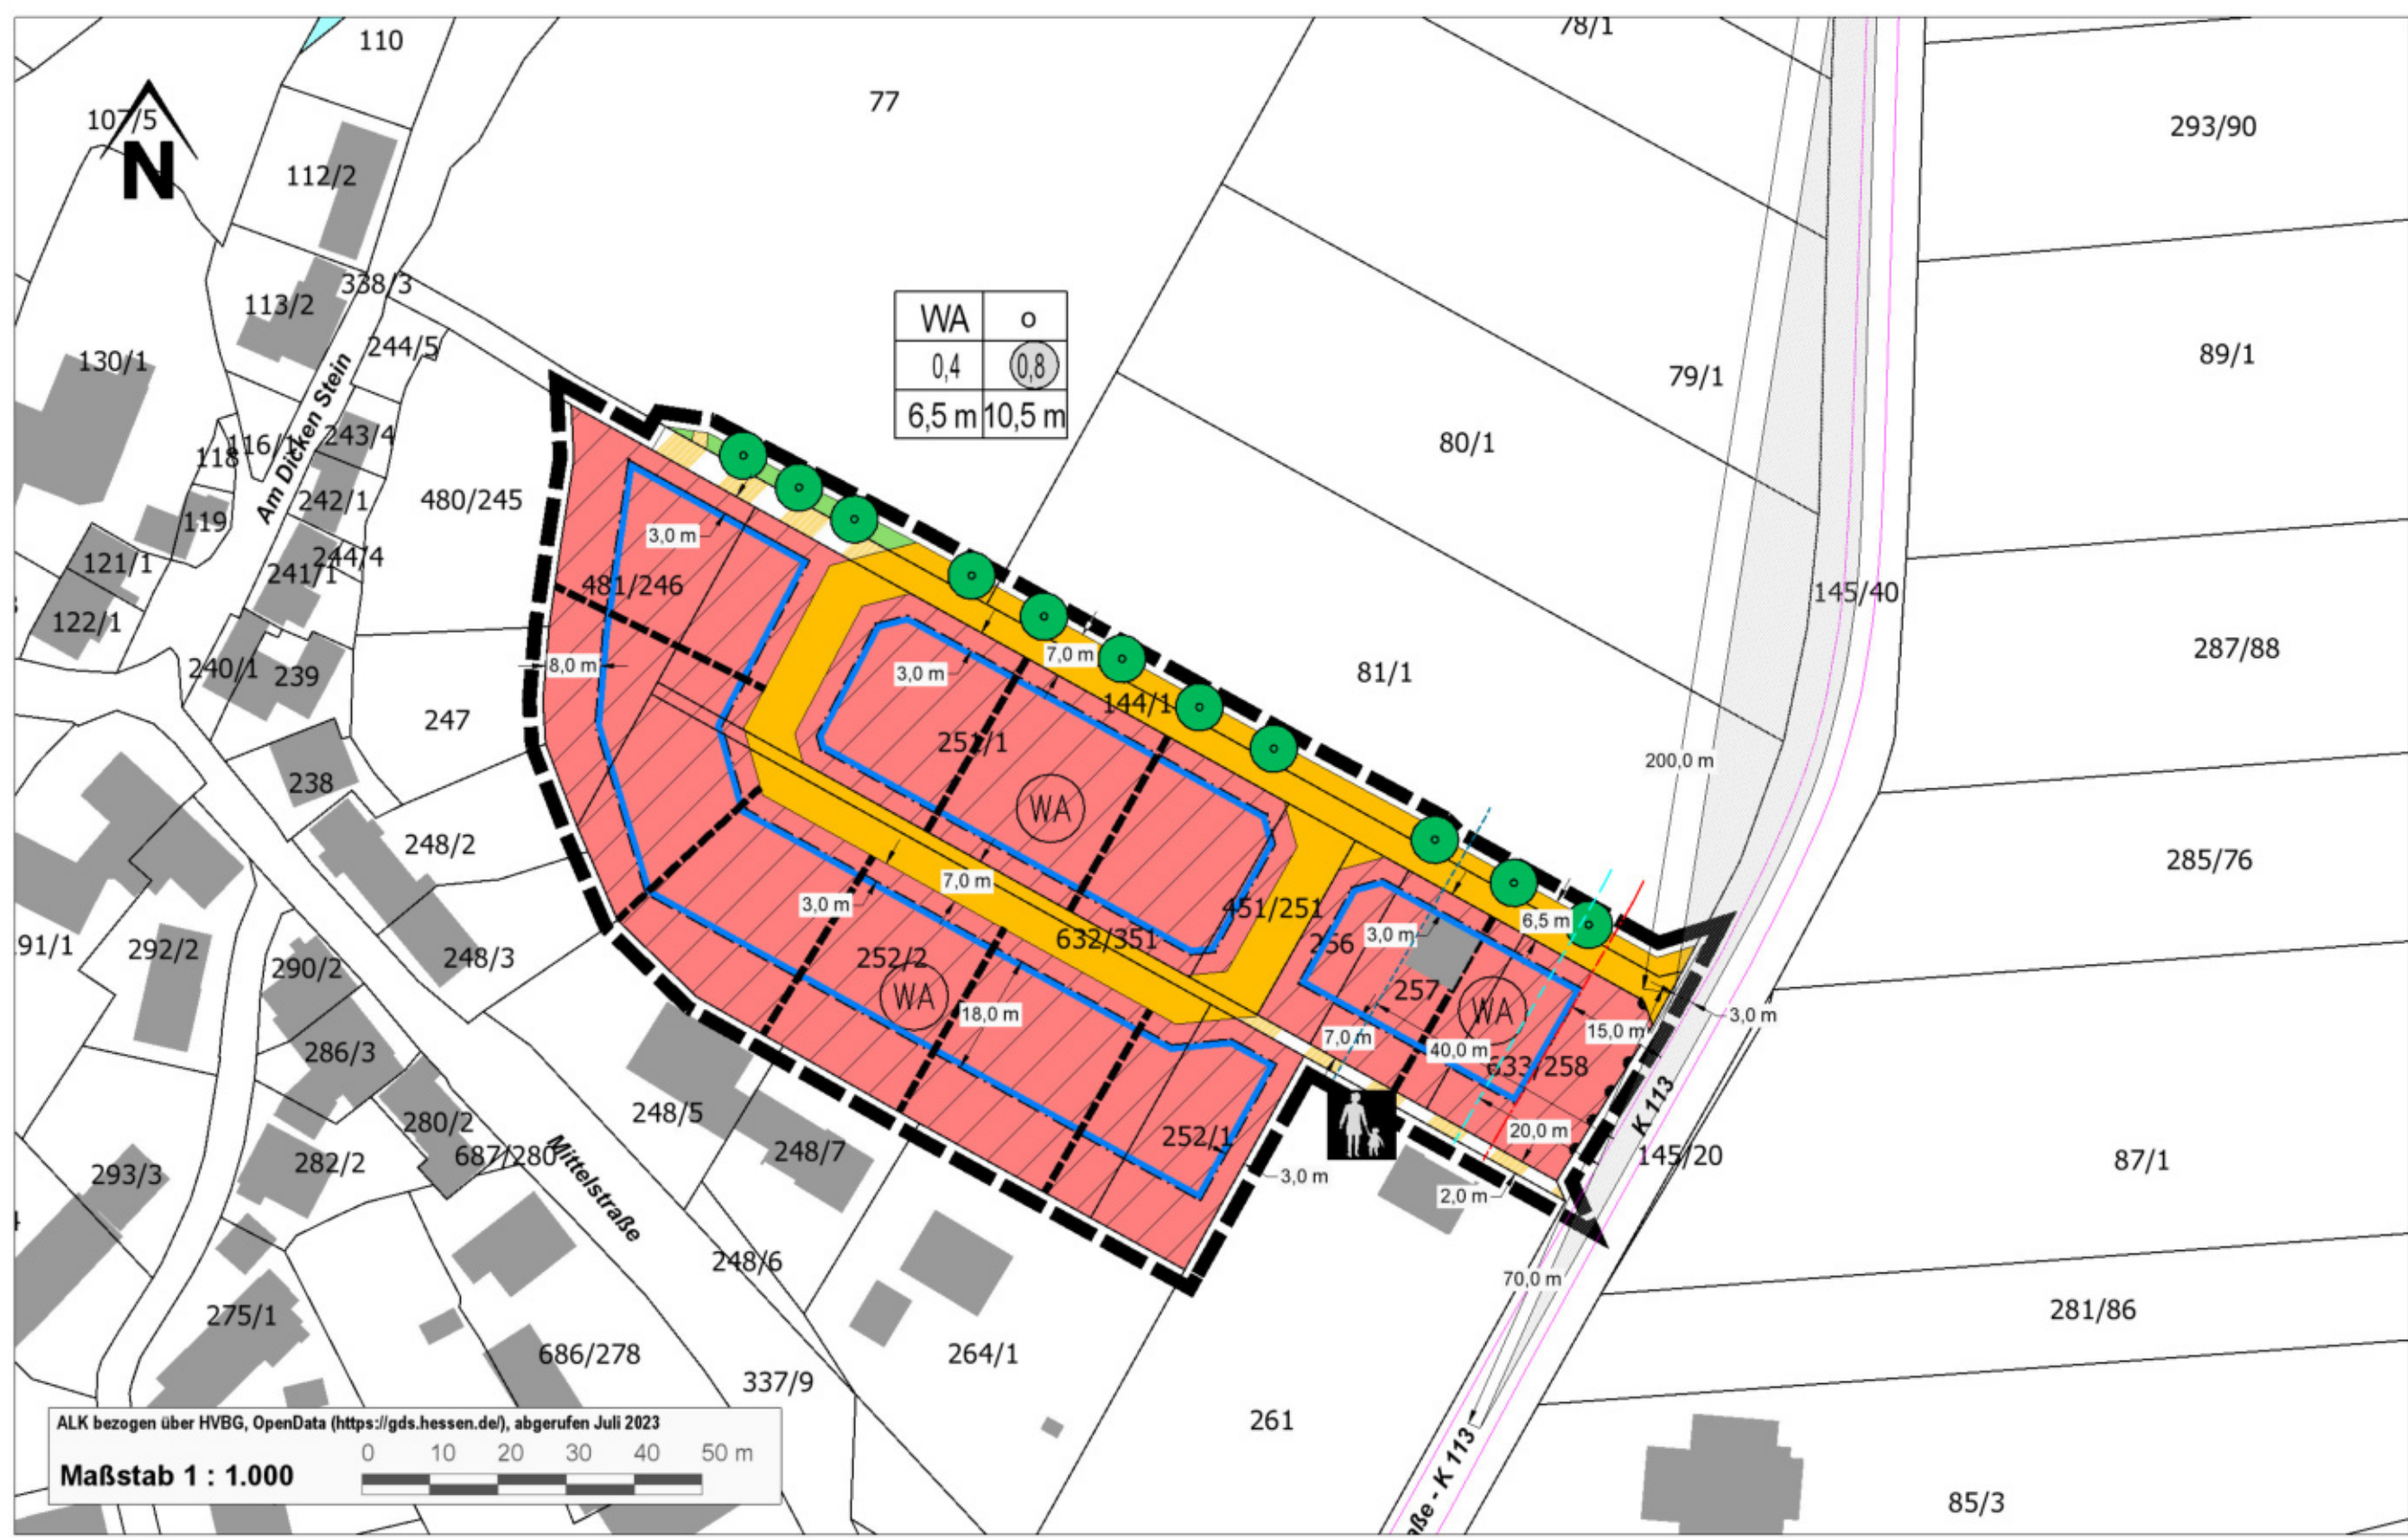 110
78/1
77
107/5
N
293/90
112/2
338/3
113/2
WA o
0,4 0,8
6,5 m 10,5 m
244/5
130/1
89/1
79/1
Am Dicken Stein
116/1
243/4
118
80/1
480/245
242/1
119
3,0 m
244/4
121/1
241/1
481/246
145/40
122/1
287/88
7,0 m
8,0 m
240/1
239
3,0 m
81/1
144/1
247
251/1
200,0 m
238
WA
248/2
285/76
7,0 m
3,0 m
451/251
6,5 m
3,0 m
256
632/351
91/1
292/2
248/3
252/2
290/2
257
WA
WA
18,0 m
3,0 m
15,0 m
7,0 m
40,0 m
286/3
633/258
K 113
248/5
280/2
20,0 m
252/1
248/7
687/280
Mittelstraße
282/2
293/3
145/20
87/1
3,0 m
2,0 m
248/6
70,0 m
275/1
281/86
686/278
264/1
337/9
261
ALK bezogen über HVBG, OpenData (https://gds.hessen.de/), abgerufen Juli 2023
0 10 20 30 40 50 m
Maßstab 1 : 1.000
aße - K 113
85/3